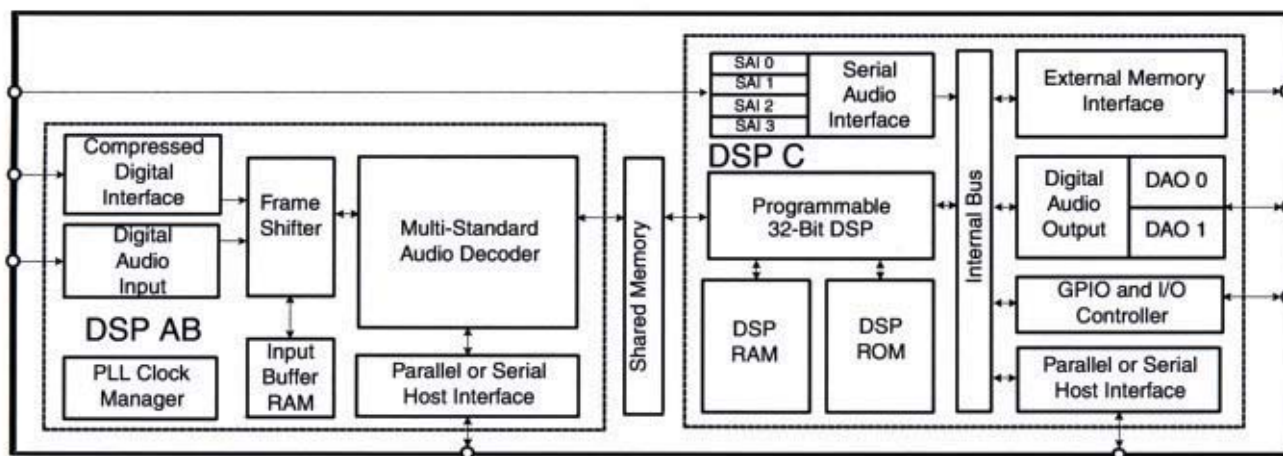 Compressed
Digital
Interface
Digital
Audio
Input
DSP AB
PLL Clock
Manager
Frame
Shifter
Input
Buffer
RAM
Multi-Standard
Audio Decoder
Parallel or Serial
Host Interface
Shared Memory
SAI 0
SAI 1
SAI 2
SAI 3
Serial
Audio
Interface
DSP C
Programmable
32-Bit DSP
DSP
RAM
DSP
ROM
Internal Bus
External Memory
Interface
Digital
Audio
Output
DAO 0
DAO 1
GPIO and I/O
Controller
Parallel or Serial
Host Interface